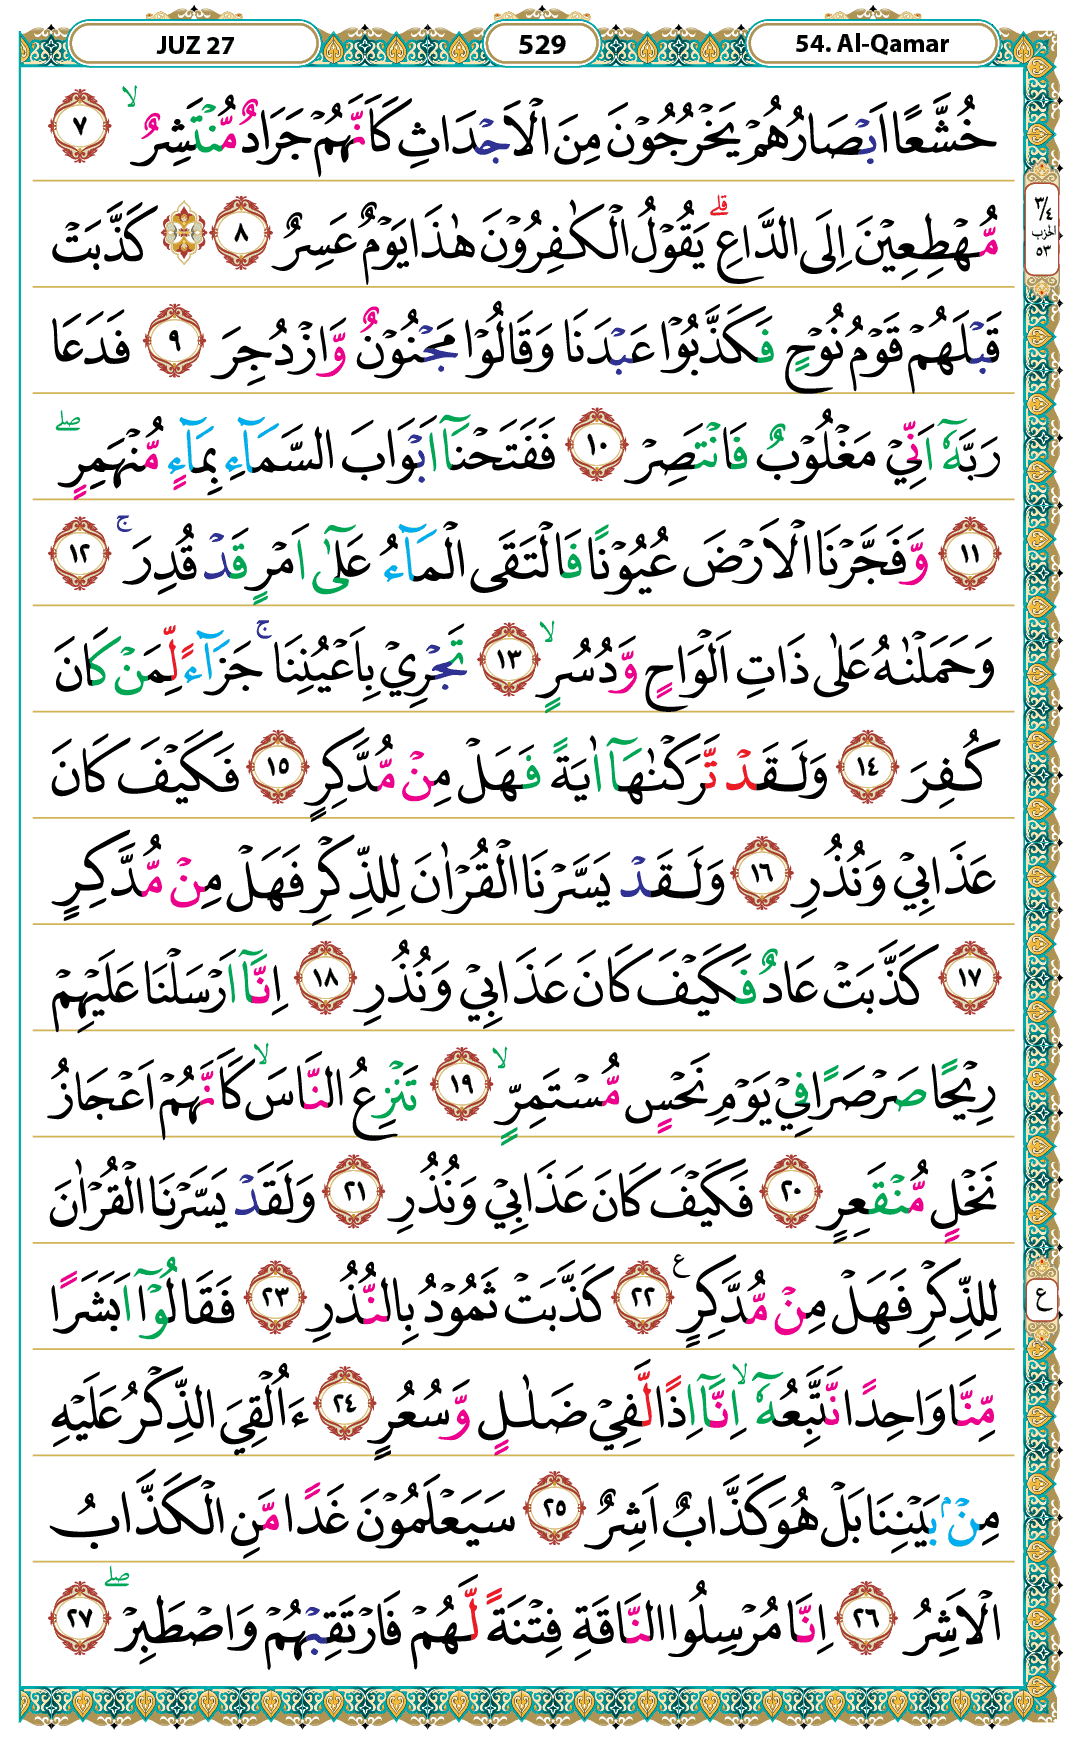 JUZ 27
529
54. Al-Qamar
خُشَّعًا اَبۡصَارُهُمۡ يَخۡرُجُوۡنَ مِنَ الۡاَجۡدَاثِ كَاَنَّهُمۡ جَرَادٌ مُّنۡتَشِرٌ ۙ‏ ﴿٧﴾
مُّهۡطِعِيۡنَ اِلَى الدَّاعِ‌ؕ يَقُوۡلُ الۡكٰفِرُوۡنَ هٰذَا يَوۡمٌ عَسِرٌ‏ ﴿٨﴾ كَذَّبَتۡ
قَبۡلَهُمۡ قَوۡمُ نُوۡحٍ فَكَذَّبُوۡا عَبۡدَنَا وَقَالُوۡا مَجۡنُوۡنٌ وَّازۡدُجِرَ‏ ﴿٩﴾ فَدَعَا
رَبَّهٗۤ اَنِّىۡ مَغۡلُوۡبٌ فَانْـتَصِرۡ‏ ﴿١٠﴾ فَفَتَحۡنَاۤ اَبۡوَابَ السَّمَآءِ بِمَآءٍ مُّنۡهَمِرٍ ۖ
﴿١١﴾ وَّفَجَّرۡنَا الۡاَرۡضَ عُيُوۡنًا فَالۡتَقَى الۡمَآءُ عَلٰٓى اَمۡرٍ قَدۡ قُدِرَ‌ۚ‏ ﴿١٢﴾
وَحَمَلۡنٰهُ عَلٰى ذَاتِ اَلۡوَاحٍ وَّدُسُرٍۙ‏ ﴿١٣﴾ تَجۡرِىۡ بِاَعۡيُنِنَا‌ۚ جَزَآءً لِّمَنۡ كَانَ
كُفِرَ‏ ﴿١٤﴾ وَلَقَدْ تَّرَكۡنٰهَاۤ اٰيَةً فَهَلۡ مِنۡ مُّدَّكِرٍ‏ ﴿١٥﴾ فَكَيۡفَ كَانَ
عَذَابِىۡ وَنُذُرِ‏ ﴿١٦﴾ وَلَقَدۡ يَسَّرۡنَا الۡقُرۡاٰنَ لِلذِّكۡرِ فَهَلۡ مِنۡ مُّدَّكِرٍ
﴿١٧﴾ كَذَّبَتۡ عَادٌ فَكَيۡفَ كَانَ عَذَابِىۡ وَنُذُرِ‏ ﴿١٨﴾ اِنَّاۤ اَرۡسَلۡنَا عَلَيۡهِمۡ
رِيۡحًا صَرۡصَرًا فِىۡ يَوۡمِ نَحۡسٍ مُّسۡتَمِرٍّۙ‏ ﴿١٩﴾ تَنۡزِعُ النَّاسَۙ كَاَنَّهُمۡ اَعۡجَازُ
نَخۡلٍ مُّنۡقَعِرٍ‏ ﴿٢٠﴾ فَكَيۡفَ كَانَ عَذَابِىۡ وَنُذُرِ‏ ﴿٢١﴾ وَلَقَدۡ يَسَّرۡنَا الۡقُرۡاٰنَ
لِلذِّكۡرِ فَهَلۡ مِنۡ مُّدَّكِرٍ ع ﴿٢٢﴾ كَذَّبَتۡ ثَمُوۡدُ بِالنُّذُرِ‏ ﴿٢٣﴾ فَقَالُوۡۤا اَبَشَرًا
مِّنَّا وَاحِدًا نَّتَّبِعُهٗۤ ۙ اِنَّاۤ اِذًا لَّفِىۡ ضَلٰلٍ وَّسُعُرٍ‏ ﴿٢٤﴾ ءَاُلۡقِىَ الذِّكۡرُ عَلَيۡهِ
مِنۡۢ بَيۡنِنَا بَلۡ هُوَ كَذَّابٌ اَشِرٌ‏ ﴿٢٥﴾ سَيَعۡلَمُوۡنَ غَدًا مَّنِ الۡكَذَّابُ
الۡاَشِرُ‏ ﴿٢٦﴾ اِنَّا مُرۡسِلُوا النَّاقَةِ فِتۡنَةً لَّهُمۡ فَارۡتَقِبۡهُمۡ وَاصۡطَبِرۡ ۖ ﴿٢٧﴾
٣/٤
الحزب
٥٣
ع